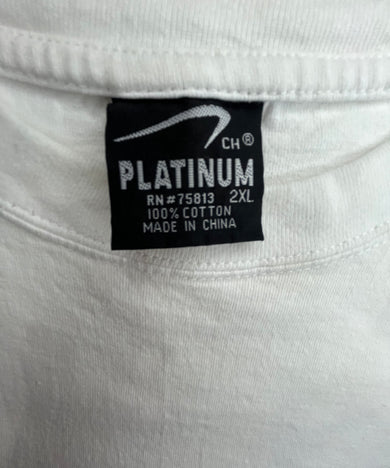 CH®
PLATINUM
RN#75813 2XL
100% COTTON
MADE IN CHINA